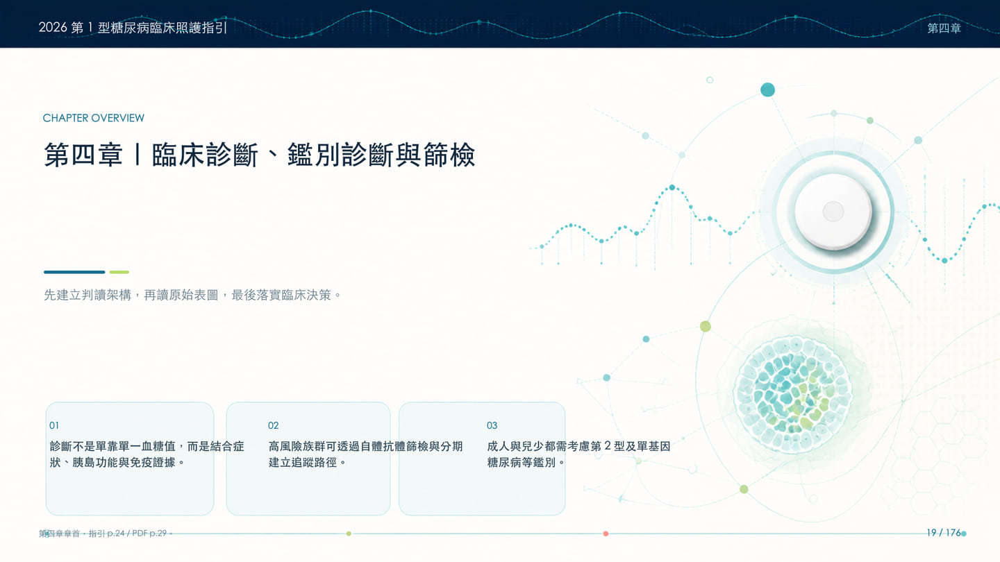 2026 第 1 型糖尿病臨床照護指引
第四章
CHAPTER OVERVIEW
第四章｜臨床診斷、鑑別診斷與篩檢
先建立判讀架構，再讀原始表圖，最後落實臨床決策。
01
診斷不是單靠單一血糖值，而是結合症
狀、胰島功能與免疫證據。
02
高風險族群可透過自體抗體篩檢與分期
建立追蹤路徑。
03
成人與兒少都需考慮第 2 型及單基因
糖尿病等鑑別。
第四章章首，指引 p.24 / PDF p.29。
19 / 176